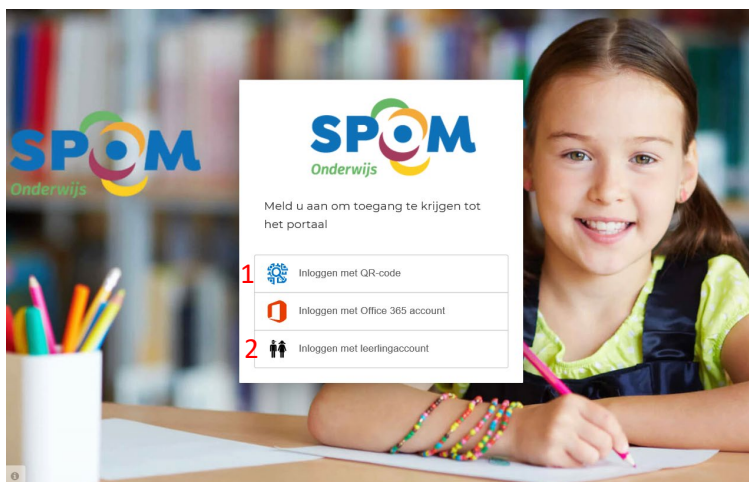 SPOM
Onderwijs
SPOM
Onderwijs
Meld u aan om toegang te krijgen tot
het portaal
1 Inloggen met QR-code
Inloggen met Office 365 account
2 Inloggen met leerlingaccount